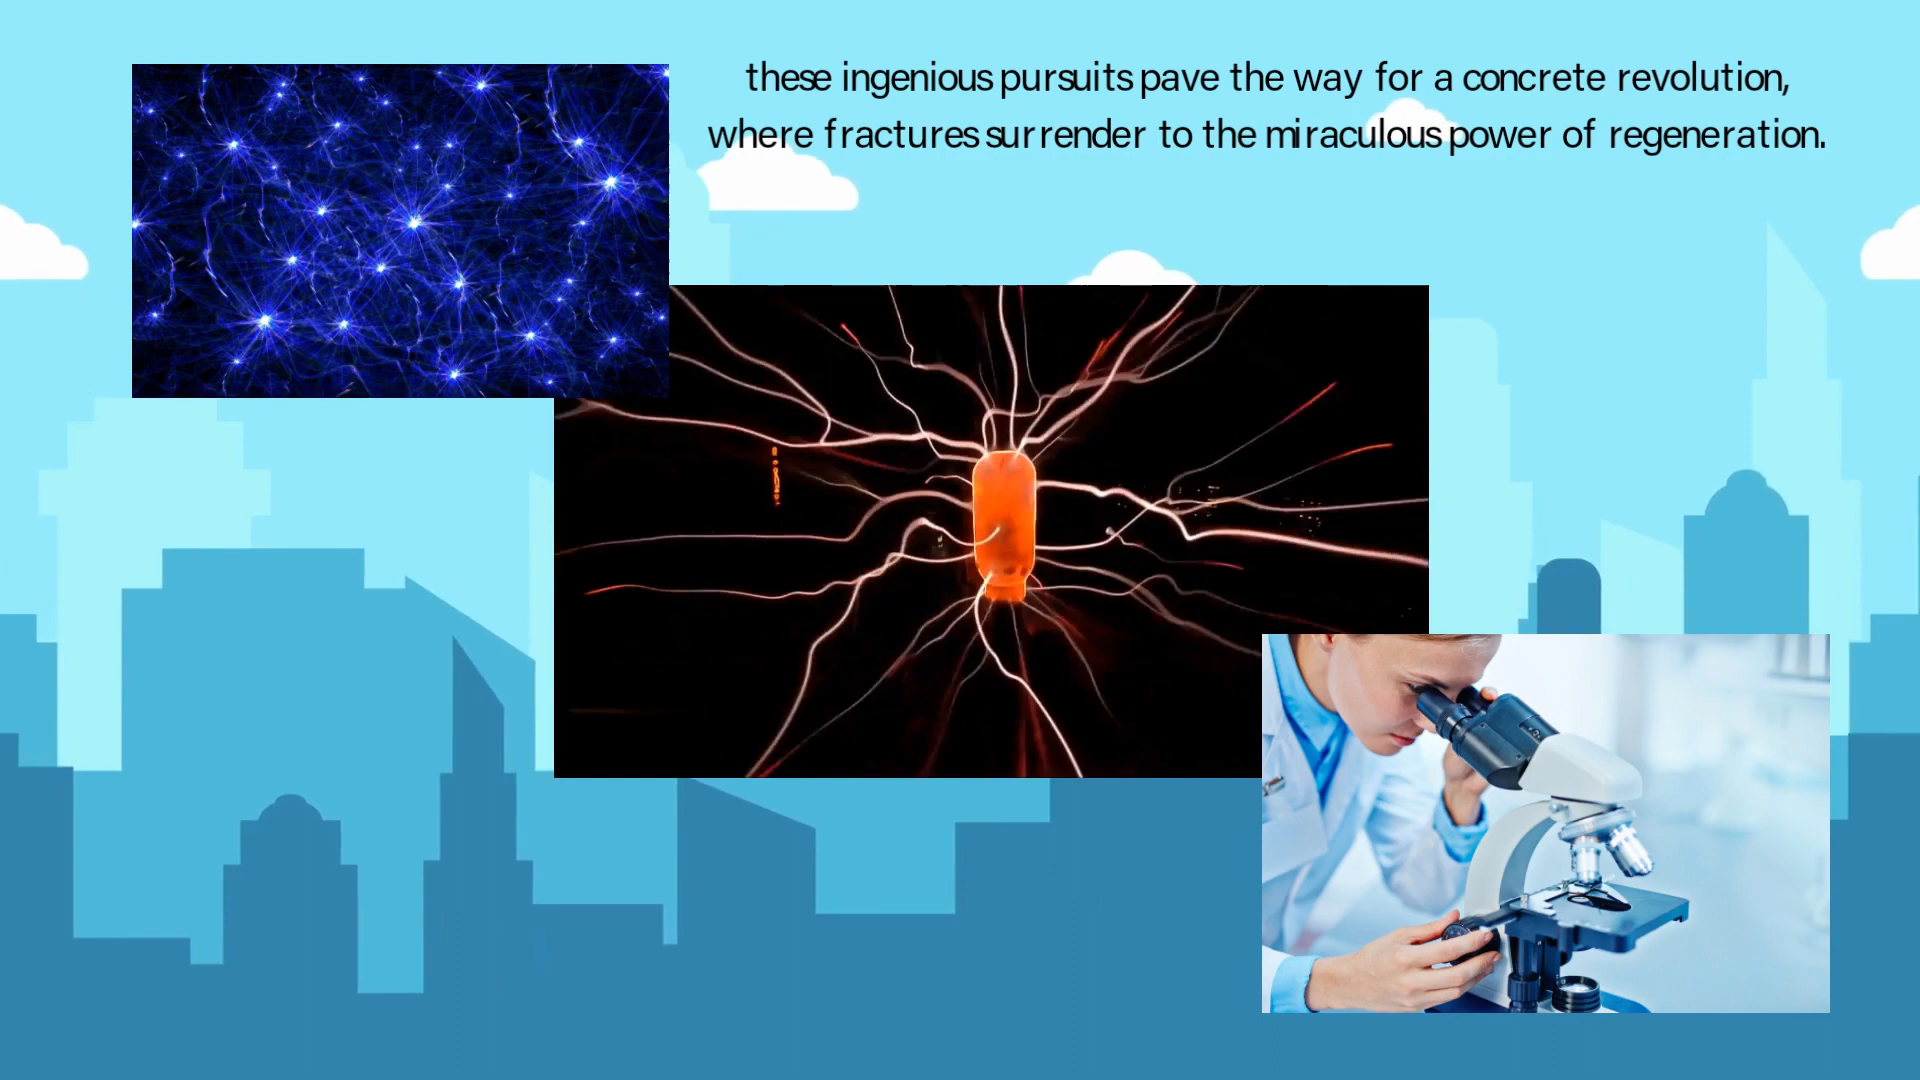 these ingenious pursuits pave the way for a concrete revolution,
where fractures surrender to the miraculous power of regeneration.